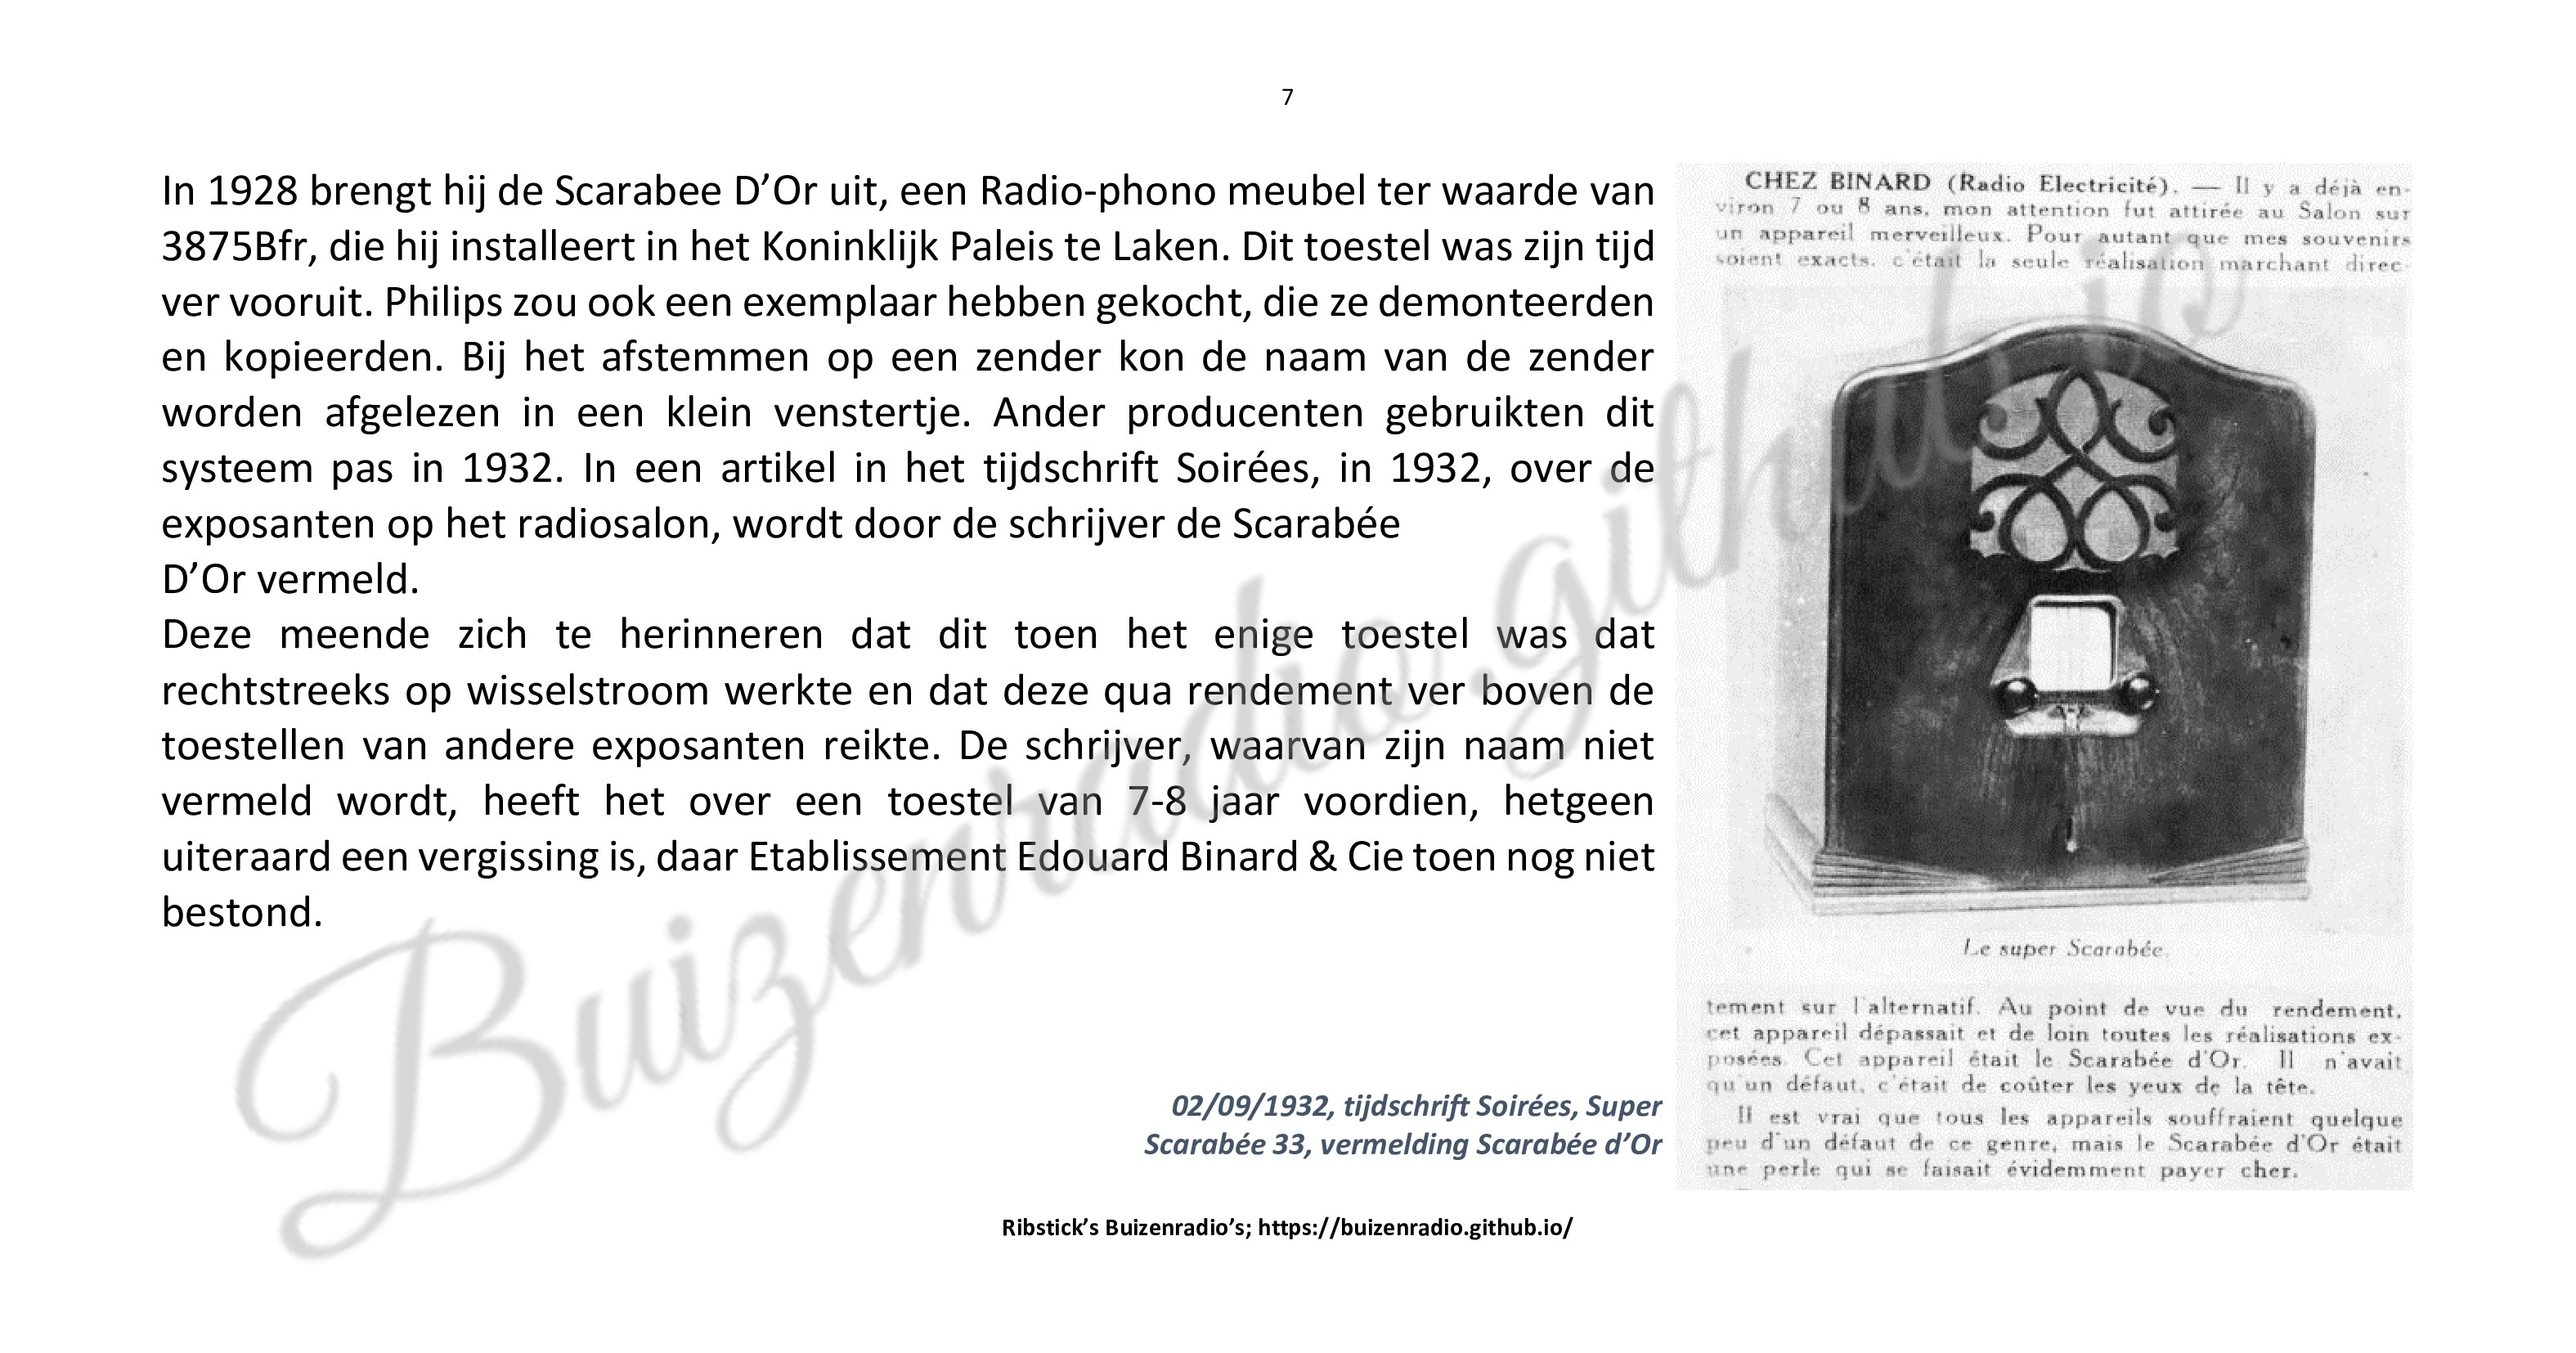 7
In 1928 brengt hij de Scarabee D’Or uit, een Radio-phono meubel ter waarde van
3875Bfr, die hij installeert in het Koninklijk Paleis te Laken. Dit toestel was zijn tijd
ver vooruit. Philips zou ook een exemplaar hebben gekocht, die ze demonteerden
en kopieerden. Bij het afstemmen op een zender kon de naam van de zender
worden afgelezen in een klein venstertje. Ander producenten gebruikten dit
systeem pas in 1932. In een artikel in het tijdschrift Soirées, in 1932, over de
exposanten op het radiosalon, wordt door de schrijver de Scarabée
D’Or vermeld.
Deze meende zich te herinneren dat dit toen het enige toestel was dat
rechtstreeks op wisselstroom werkte en dat deze qua rendement ver boven de
toestellen van andere exposanten reikte. De schrijver, waarvan zijn naam niet
vermeld wordt, heeft het over een toestel van 7-8 jaar voordien, hetgeen
uiteraard een vergissing is, daar Etablissement Edouard Binard & Cie toen nog niet
bestond.
CHEZ BINARD (Radio Electricité). — Il y a déjà en-
viron 7 ou 8 ans, mon attention fut attirée au Salon sur
un appareil merveilleux. Pour autant que mes souvenirs
soient exacts, c'était la seule réalisation marchant direc-
Le super Scarabée.
tement sur l'alternatif. Au point de vue du rendement,
cet appareil dépassait et de loin toutes les réalisations ex-
posées. Cet appareil était le Scarabée d'Or. Il n'avait
qu'un défaut, c'était de coûter les yeux de la tête.
Il est vrai que tous les appareils souffraient quelque
peu d'un défaut de ce genre, mais le Scarabée d'Or était
une perle qui se faisait évidemment payer cher.
02/09/1932, tijdschrift Soirées, Super
Scarabée 33, vermelding Scarabée d’Or
Ribstick’s Buizenradio’s; https://buizenradio.github.io/
Buizenradio.github.io